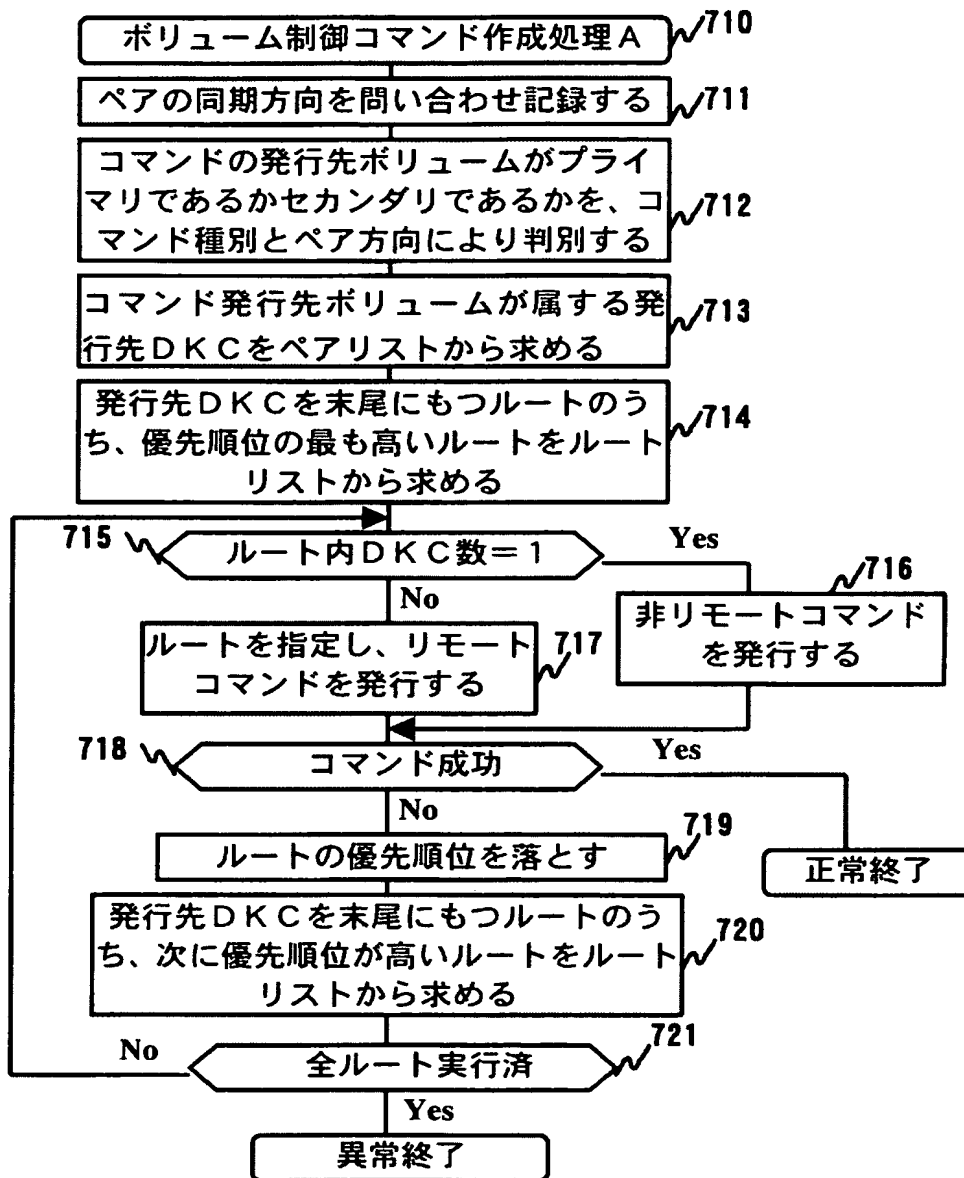 ボリューム制御コマンド作成処理A
710
ペアの同期方向を問い合わせ記録する
711
コマンドの発行先ボリュームがプライ
マリであるかセカンダリであるかを、コ
マンド種別とペア方向により判別する
712
コマンド発行先ボリュームが属する発
行先DKCをペアリストから求める
713
発行先DKCを末尾にもつルートのう
ち、優先順位の最も高いルートをルート
リストから求める
714
715
ルート内DKC数=1
Yes
No
716
非リモートコマンド
を発行する
ルートを指定し、リモート
コマンドを発行する
717
718
コマンド成功
Yes
No
719
ルートの優先順位を落とす
正常終了
発行先DKCを末尾にもつルートのう
ち、次に優先順位が高いルートをルート
リストから求める
720
No
全ルート実行済
721
Yes
異常終了